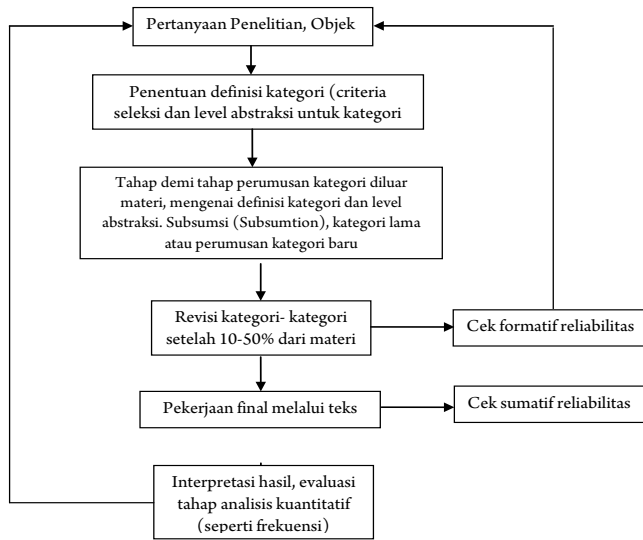 Pertanyaan Penelitian, Objek
Penentuan definisi kategori (criteria
seleksi dan level abstraksi untuk kategori
Tahap demi tahap perumusan kategori diluar
materi, mengenai definisi kategori dan level
abstraksi. Subsumsi (Subsumtion), kategori lama
atau perumusan kategori baru
Revisi kategori- kategori
setelah 10-50% dari materi
Cek formatif reliabilitas
Pekerjaan final melalui teks
Cek sumatif reliabilitas
Interpretasi hasil, evaluasi
tahap analisis kuantitatif
(seperti frekuensi)